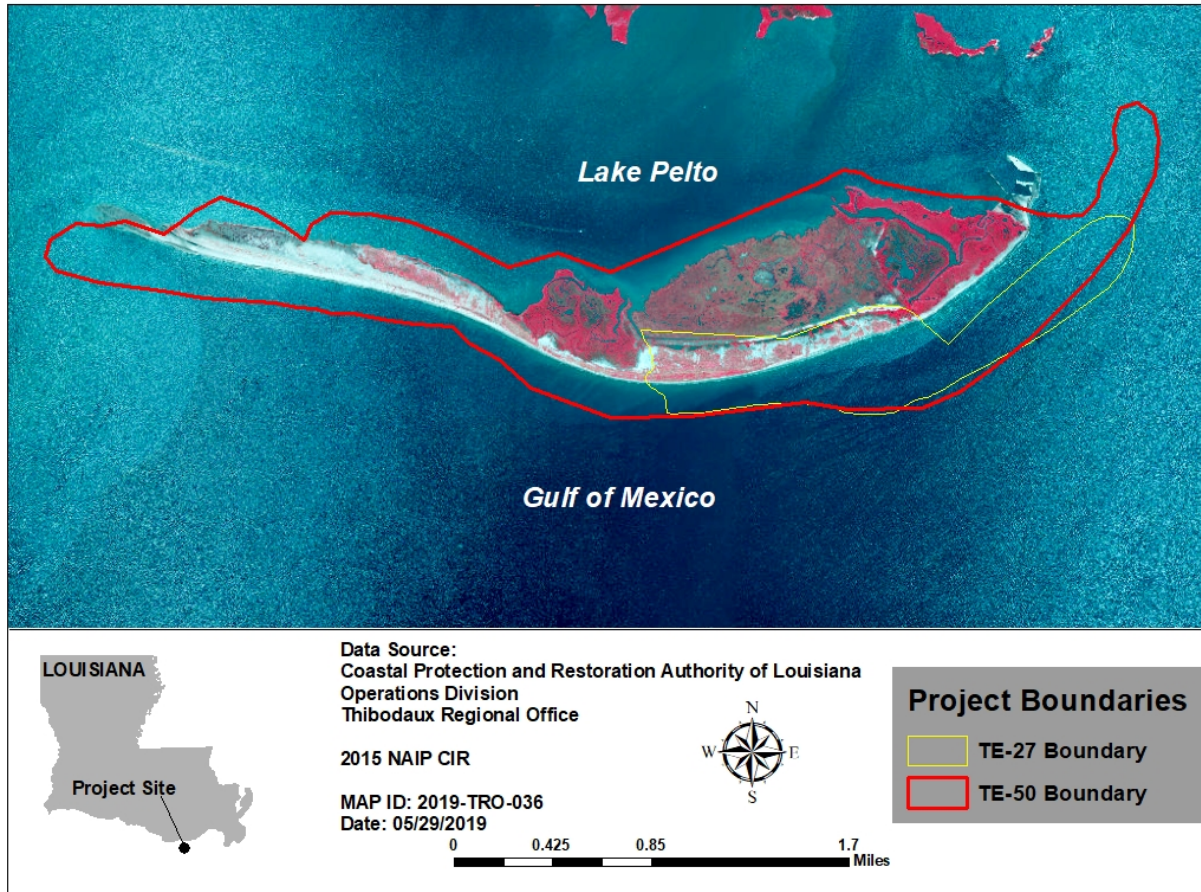 Lake Pelto
Gulf of Mexico
LOUISIANA
Project Site
Data Source:
Coastal Protection and Restoration Authority of Louisiana
Operations Division
Thibodaux Regional Office
2015 NAIP CIR
MAP ID: 2019-TRO-036
Date: 05/29/2019
N
W E
S
0 0.425 0.85 1.7
Miles
Project Boundaries
TE-27 Boundary
TE-50 Boundary